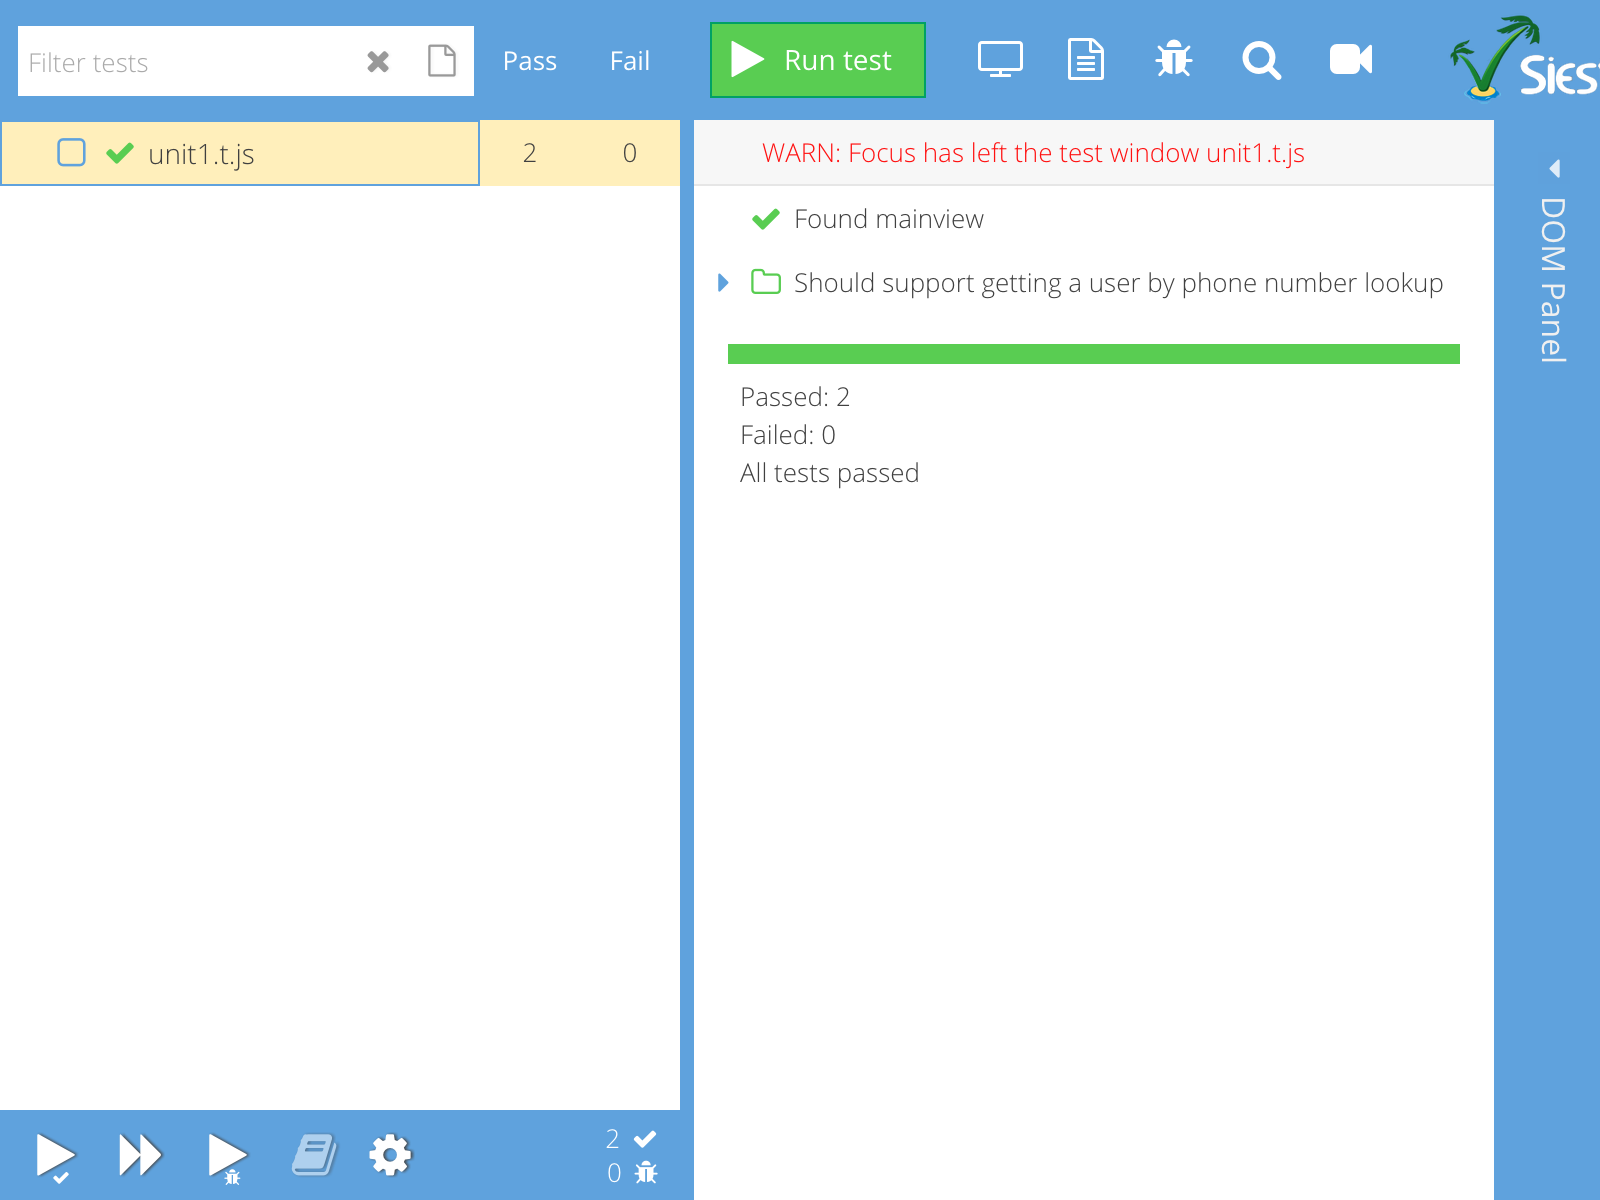 Filter tests
Pass
Fail
Run test
Sies
unit1.t.js
2
0
WARN: Focus has left the test window unit1.t.js
Found mainview
Should support getting a user by phone number lookup
Passed: 2
Failed: 0
All tests passed
DOM Panel
2
0